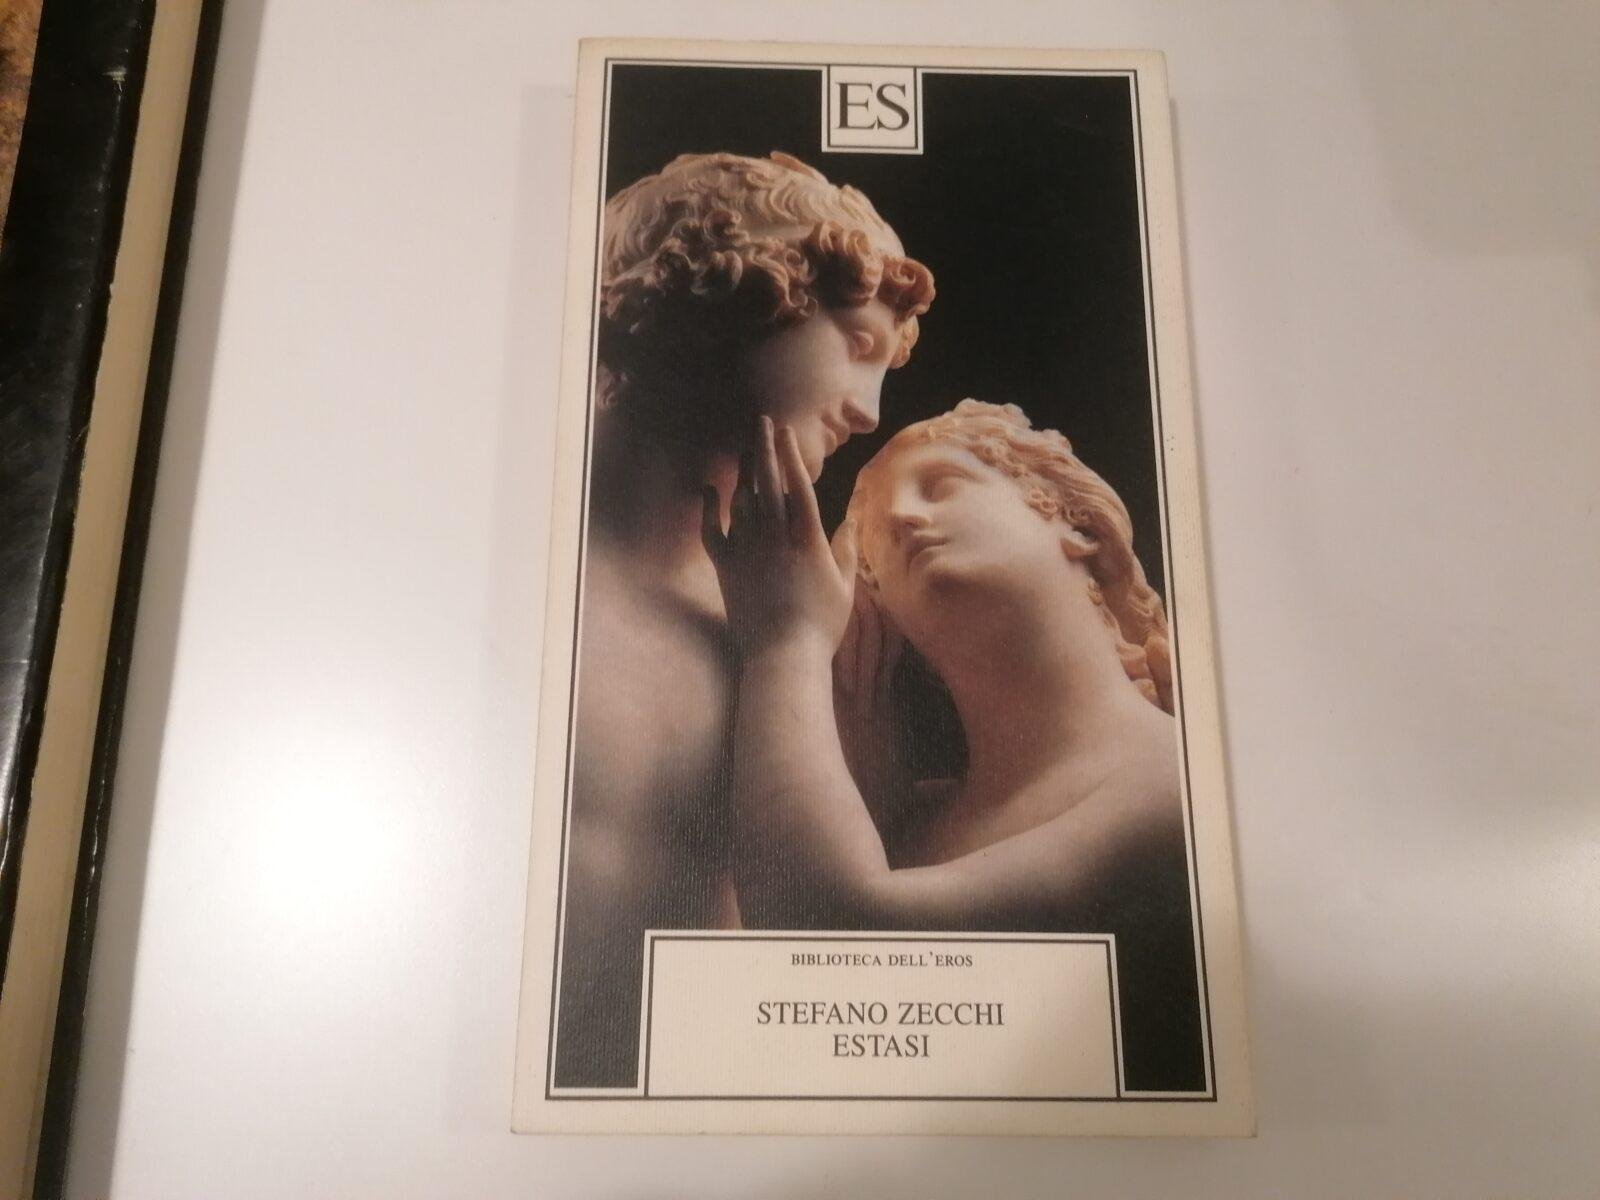 ES
BIBLIOTECA DELL'EROS
STEFANO ZECCHI
ESTASI